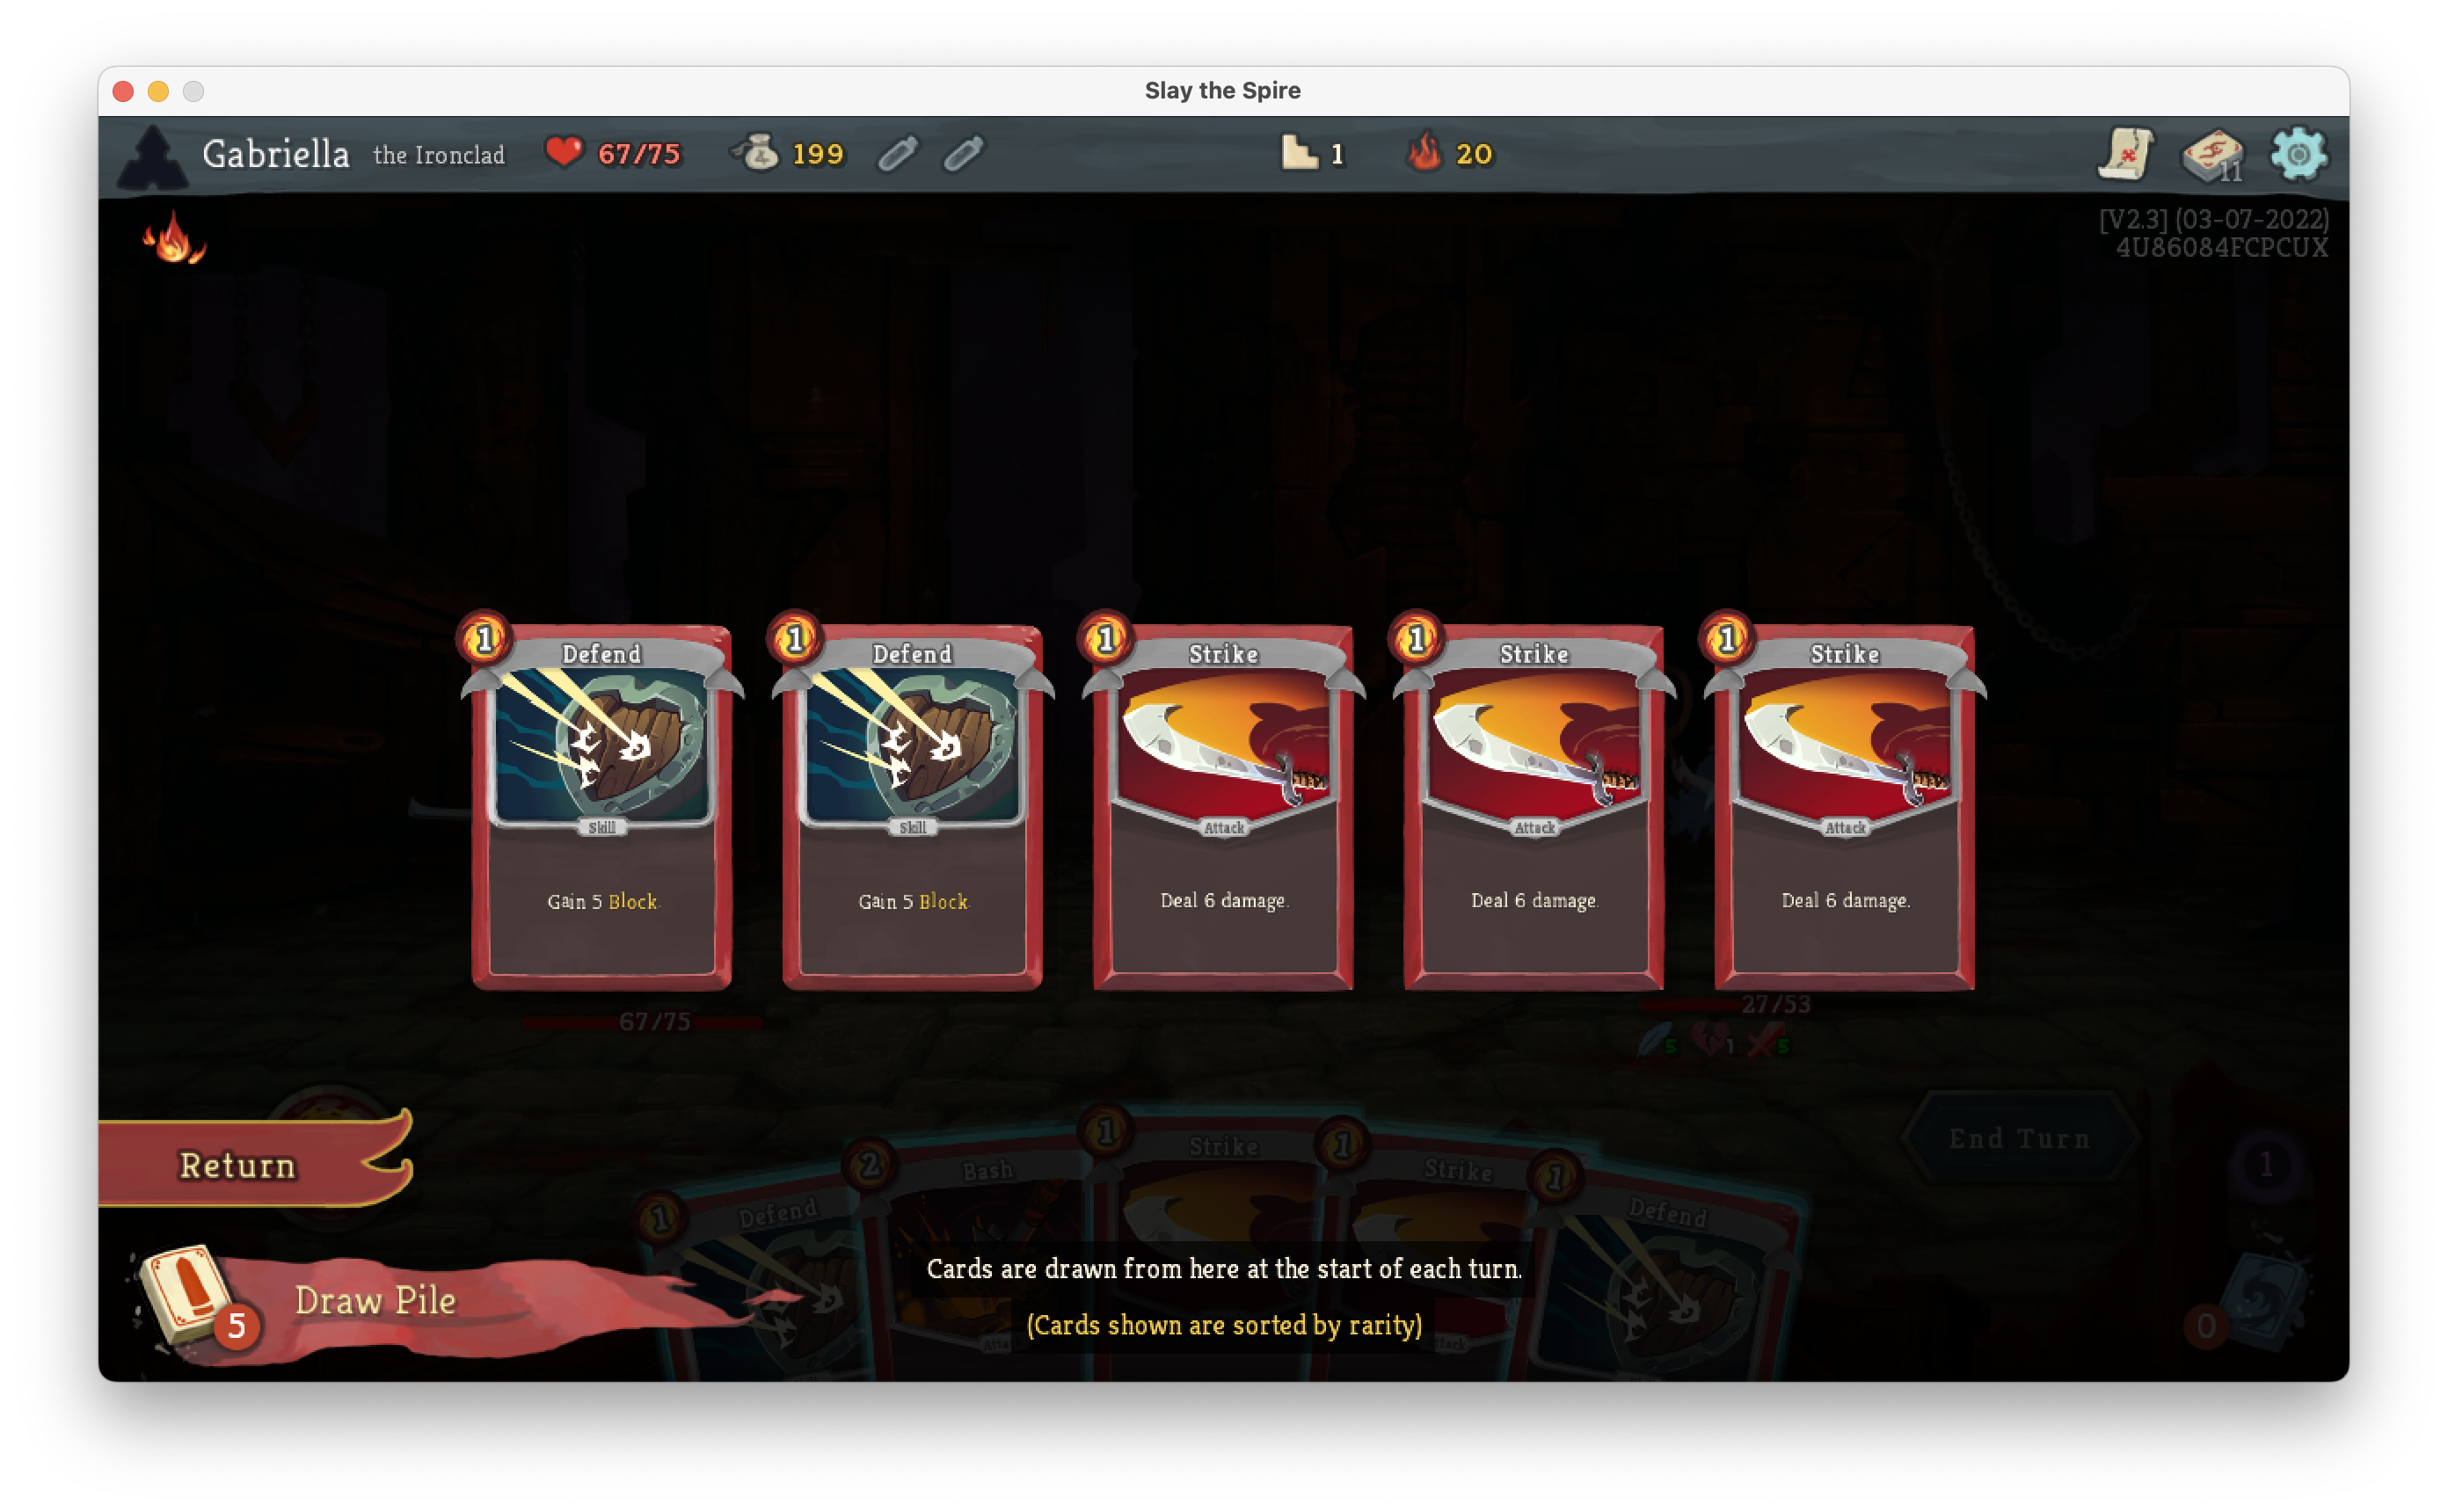 Slay the Spire
Gabriella the Ironclad 67/75 4 199 1 20 11
[V2.3] (03-07-2022)
4U86084FCPCUX
1 Defend 1 Defend 1 Strike 1 Strike 1 Strike
Skill Skill Attack Attack Attack
Gain 5 Block. Gain 5 Block. Deal 6 damage. Deal 6 damage. Deal 6 damage.
67/75 27/53
5 1 5
Return
End Turn
1
1 Defend 2 Bash 1 Strike 1 Strike 1 Defend
Cards are drawn from here at the start of each turn.
5 Draw Pile
(Cards shown are sorted by rarity)
0